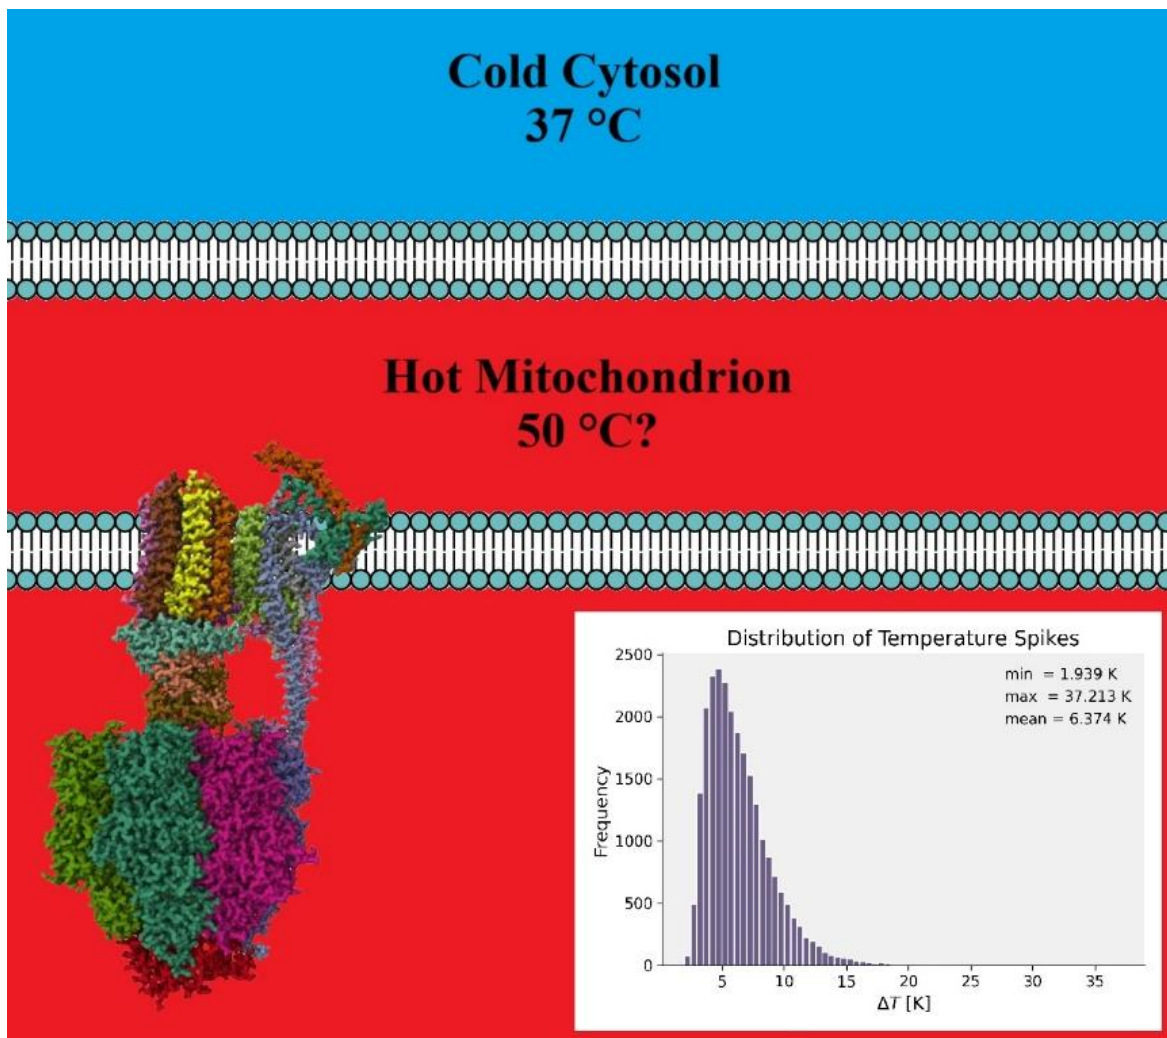 Cold Cytosol
37 °C
Hot Mitochondrion
50 °C?
Distribution of Temperature Spikes
min = 1.939 K
max = 37.213 K
mean = 6.374 K
Frequency
2500
2000
1500
1000
500
0
5 10 15 20 25 30 35
ΔT [K]